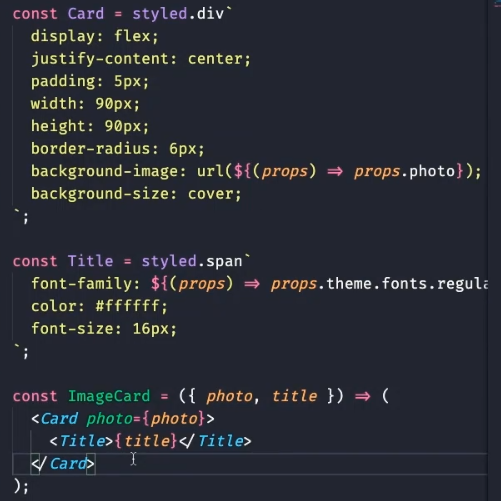 const Card = styled.div`
  display: flex;
  justify-content: center;
  padding: 5px;
  width: 90px;
  height: 90px;
  border-radius: 6px;
  background-image: url(${(props) => props.photo});
  background-size: cover;
`;
const Title = styled.span`
  font-family: ${(props) => props.theme.fonts.regula
  color: #ffffff;
  font-size: 16px;
`;
const ImageCard = ({ photo, title }) => (
  <Card photo={photo}>
    <Title>{title}</Title>
  </Card>
);